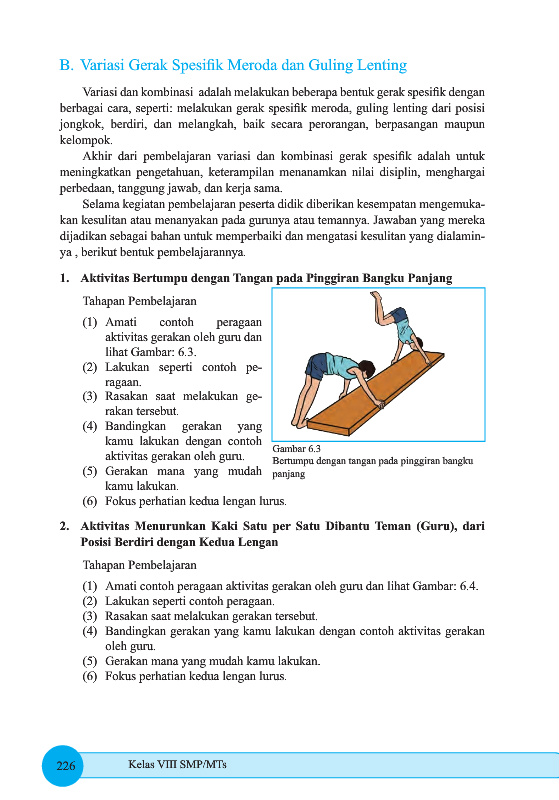 B. Variasi Gerak Spesifik Meroda dan Guling Lenting
Variasi dan kombinasi adalah melakukan beberapa bentuk gerak spesifik dengan
berbagai cara, seperti: melakukan gerak spesifik meroda, guling lenting dari posisi
jongkok, berdiri, dan melangkah, baik secara perorangan, berpasangan maupun
kelompok.
Akhir dari pembelajaran variasi dan kombinasi gerak spesifik adalah untuk
meningkatkan pengetahuan, keterampilan menanamkan nilai disiplin, menghargai
perbedaan, tanggung jawab, dan kerja sama.
Selama kegiatan pembelajaran peserta didik diberikan kesempatan mengemuka-
kan kesulitan atau menanyakan pada gurunya atau temannya. Jawaban yang mereka
dijadikan sebagai bahan untuk memperbaiki dan mengatasi kesulitan yang dialamin-
ya , berikut bentuk pembelajarannya.
1. Aktivitas Bertumpu dengan Tangan pada Pinggiran Bangku Panjang
Tahapan Pembelajaran
(1) Amati contoh peragaan
aktivitas gerakan oleh guru dan
lihat Gambar: 6.3.
(2) Lakukan seperti contoh pe-
ragaan.
(3) Rasakan saat melakukan ge-
rakan tersebut.
(4) Bandingkan gerakan yang
kamu lakukan dengan contoh
aktivitas gerakan oleh guru.
(5) Gerakan mana yang mudah
kamu lakukan.
(6) Fokus perhatian kedua lengan lurus.
Gambar 6.3
Bertumpu dengan tangan pada pinggiran bangku
panjang
2. Aktivitas Menurunkan Kaki Satu per Satu Dibantu Teman (Guru), dari
Posisi Berdiri dengan Kedua Lengan
Tahapan Pembelajaran
(1) Amati contoh peragaan aktivitas gerakan oleh guru dan lihat Gambar: 6.4.
(2) Lakukan seperti contoh peragaan.
(3) Rasakan saat melakukan gerakan tersebut.
(4) Bandingkan gerakan yang kamu lakukan dengan contoh aktivitas gerakan
oleh guru.
(5) Gerakan mana yang mudah kamu lakukan.
(6) Fokus perhatian kedua lengan lurus.
226
Kelas VIII SMP/MTs